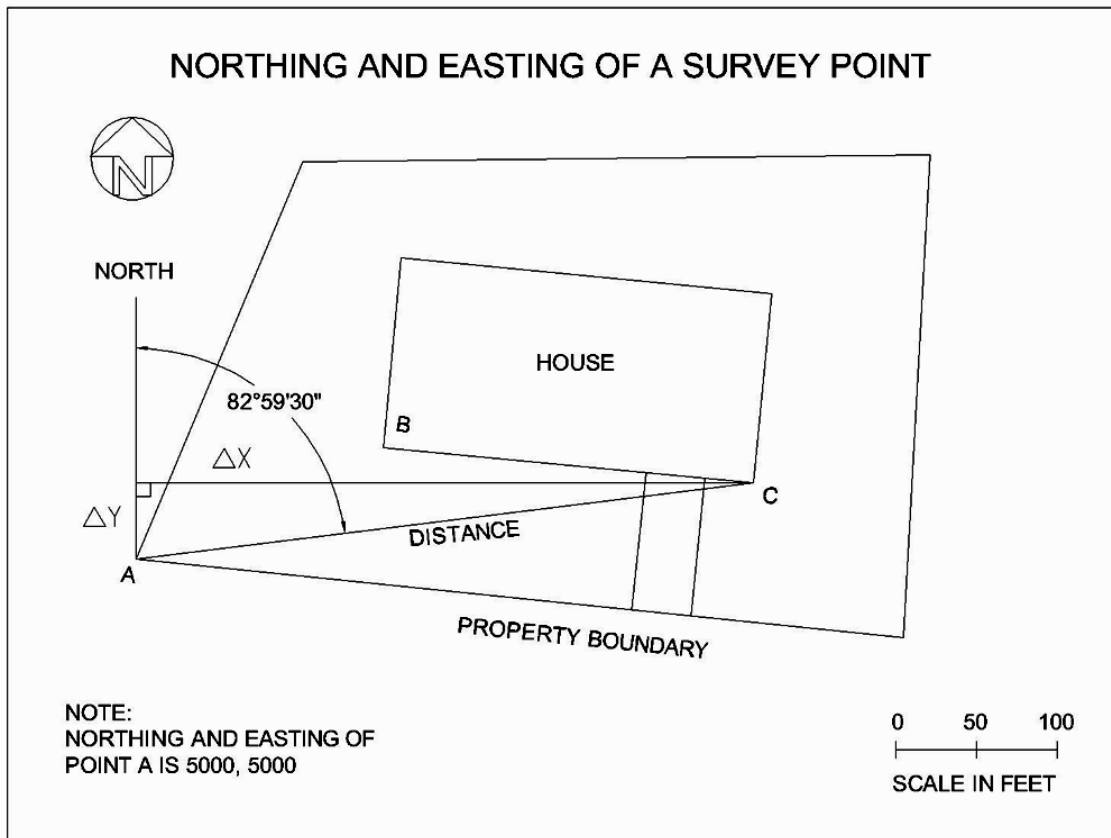 NORTHING AND EASTING OF A SURVEY POINT
N
NORTH
HOUSE
82°59'30"
B
△X
C
△Y
DISTANCE
A
PROPERTY BOUNDARY
NOTE:
NORTHING AND EASTING OF
POINT A IS 5000, 5000
0 50 100
SCALE IN FEET